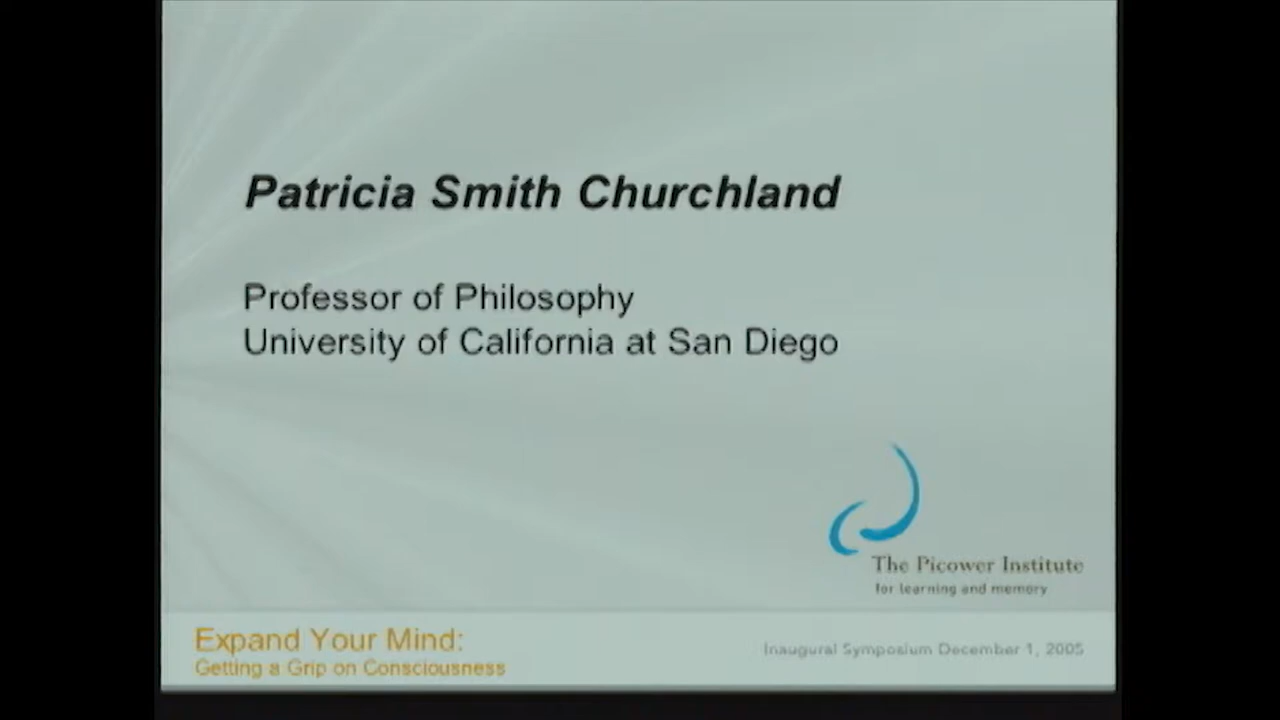 Patricia Smith Churchland
Professor of Philosophy
University of California at San Diego
The Picower Institute
for learning and memory
Expand Your Mind:
Getting a Grip on Consciousness
Inaugural Symposium December 1, 2005